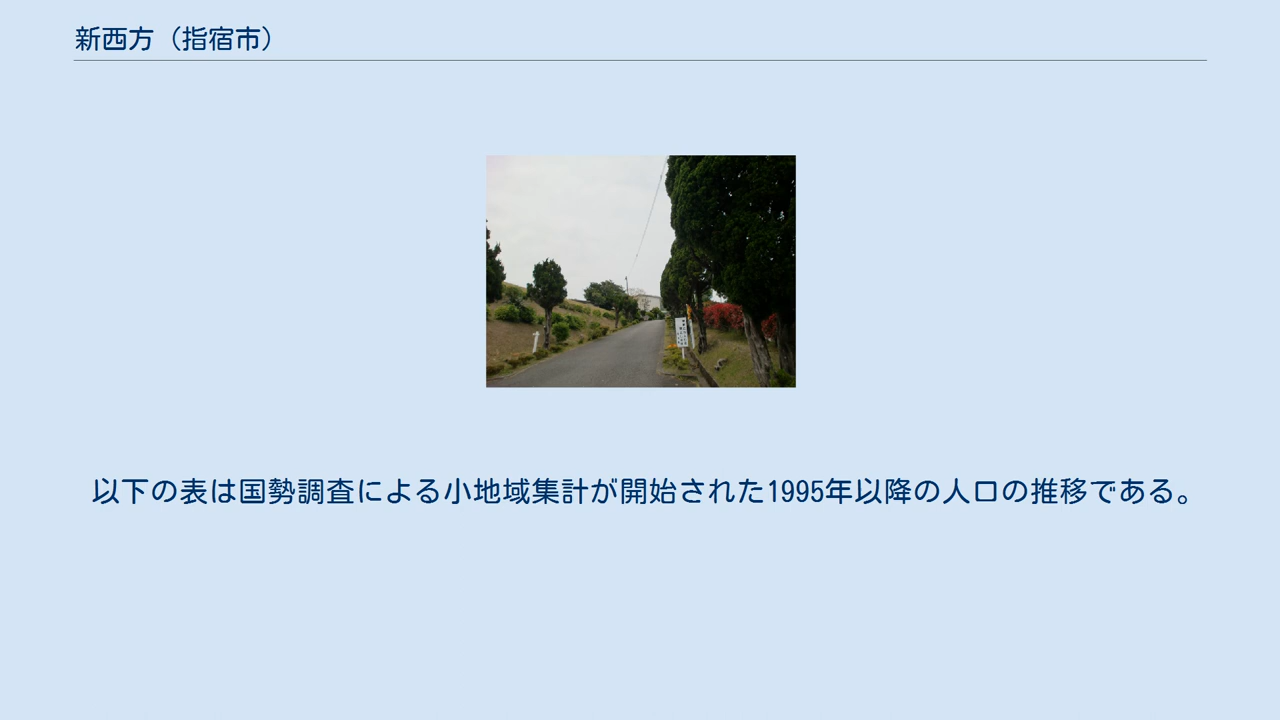 新西方（指宿市）
以下の表は国勢調査による小地域集計が開始された1995年以降の人口の推移である。